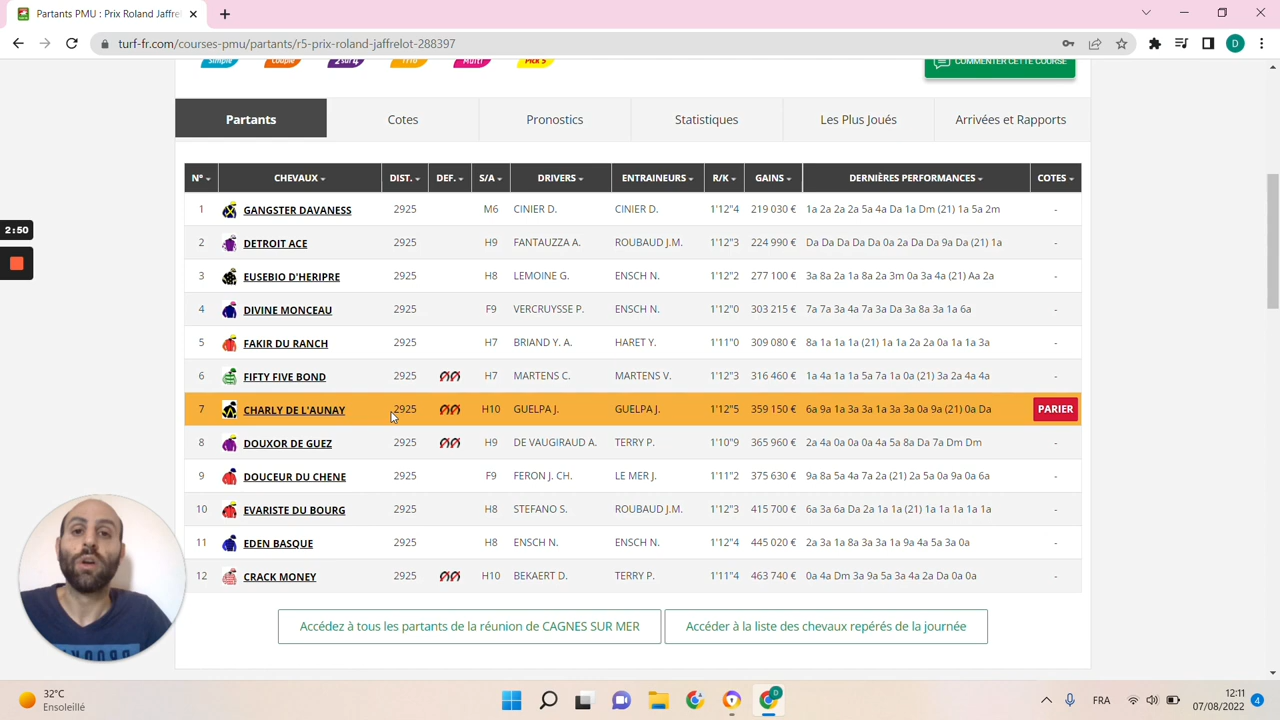 Partants PMU : Prix Roland Jaffre
turf-fr.com/courses-pmu/partants/r5-prix-roland-jaffrelot-288397
D
Simple Couplé 2 sur 4 Trio Multi Pick 5
COMMENTER CETTE COURSE
Partants Cotes Pronostics Statistiques Les Plus Joués Arrivées et Rapports
N° CHEVAUX DIST. DEF. S/A DRIVERS ENTRAINEURS R/K GAINS DERNIÈRES PERFORMANCES COTES
1 GANGSTER DAVANESS 2925 M6 CINIER D. CINIER D. 1'12"4 219 030 € 1a 2a 2a 2a 5a 4a Da 1a Dm (21) 1a 5a 2m -
2:50
2 DETROIT ACE 2925 H9 FANTAUZZA A. ROUBAUD J.M. 1'12"3 224 990 € Da Da Da Da Da 0a 2a Da Da 9a Da (21) 1a -
3 EUSEBIO D'HERIPRE 2925 H8 LEMOINE G. ENSCH N. 1'12"2 277 100 € 3a 8a 2a 1a 8a 2a 3m 0a 3a 4a (21) Aa 2a -
4 DIVINE MONCEAU 2925 F9 VERCRUYSSE P. ENSCH N. 1'12"0 303 215 € 7a 7a 3a 4a 7a 3a Da 3a 8a 3a 1a 6a -
5 FAKIR DU RANCH 2925 H7 BRIAND Y. A. HARET Y. 1'11"0 309 080 € 8a 1a 1a 1a (21) 1a 1a 2a 2a 0a 1a 1a 3a -
6 FIFTY FIVE BOND 2925 H7 MARTENS C. MARTENS V. 1'12"3 316 460 € 1a 4a 1a 1a 5a 7a 1a 0a (21) 3a 2a 4a 4a -
7 CHARLY DE L'AUNAY 2925 H10 GUELPA J. GUELPA J. 1'12"5 359 150 € 6a 9a 1a 3a 3a 1a 3a 3a 0a 9a (21) 0a Da PARIER
8 DOUXOR DE GUEZ 2925 H9 DE VAUGIRAUD A. TERRY P. 1'10"9 365 960 € 2a 4a 0a 0a 0a 4a 5a 8a Da 7a Dm Dm -
9 DOUCEUR DU CHENE 2925 F9 FERON J. CH. LE MER J. 1'11"2 375 630 € 9a 8a 5a 4a 7a 2a (21) 2a 5a 0a 9a 0a 6a -
10 EVARISTE DU BOURG 2925 H8 STEFANO S. ROUBAUD J.M. 1'12"3 415 700 € 6a 3a 6a Da 2a 1a 1a (21) 1a 1a 1a 1a 1a -
11 EDEN BASQUE 2925 H8 ENSCH N. ENSCH N. 1'12"4 445 020 € 2a 3a 1a 8a 3a 3a 1a 9a 4a 5a 3a 0a -
12 CRACK MONEY 2925 H10 BEKAERT D. TERRY P. 1'11"4 463 740 € 0a 4a Dm 3a 9a 5a 3a 4a 2a Da 0a 0a -
Accédez à tous les partants de la réunion de CAGNES SUR MER Accéder à la liste des chevaux repérés de la journée
32°C
Ensoleillé
FRA
12:11
07/08/2022
4